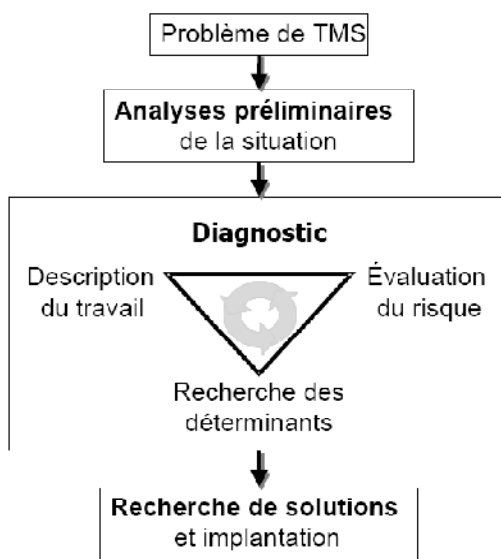 Problème de TMS
Analyses préliminaires
de la situation
Diagnostic
Description
du travail
Évaluation
du risque
Recherche des
déterminants
Recherche de solutions
et implantation